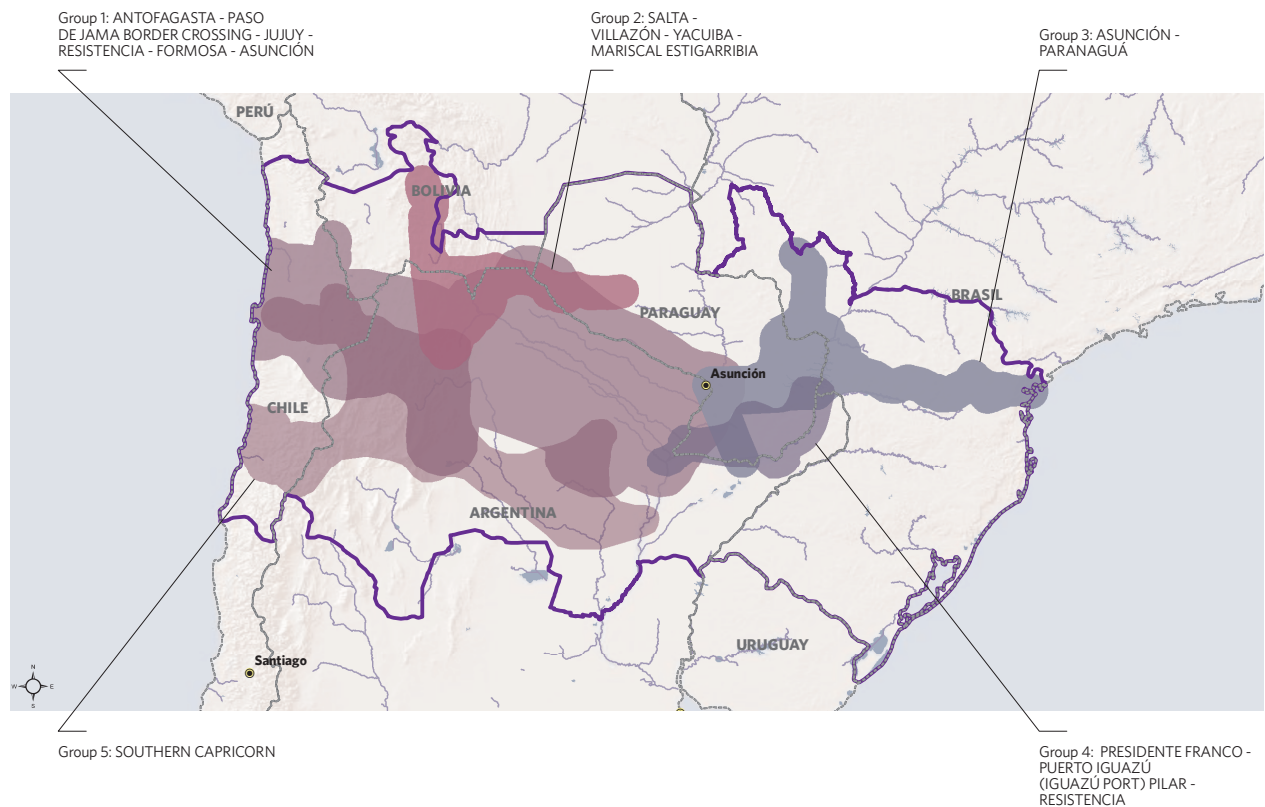 Group 1: ANTOFAGASTA - PASO
DE JAMA BORDER CROSSING - JUJUY -
RESISTENCIA - FORMOSA - ASUNCIÓN
Group 2: SALTA -
VILLAZÓN - YACUIBA -
MARISCAL ESTIGARRIBIA
Group 3: ASUNCIÓN -
PARANAGUÁ
PERÚ
BOLIVIA
BRASIL
PARAGUAY
Asunción
CHILE
ARGENTINA
URUGUAY
Santiago
N
W
E
S
Group 5: SOUTHERN CAPRICORN
Group 4: PRESIDENTE FRANCO -
PUERTO IGUAZÚ
(IGUAZÚ PORT) PILAR -
RESISTENCIA